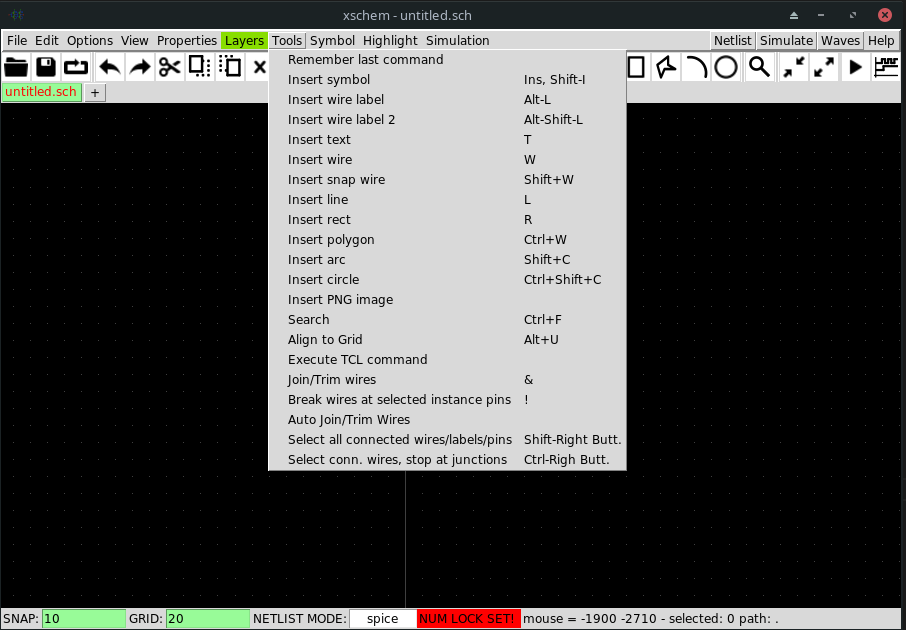 xschem - untitled.sch
File Edit Options View Properties Layers Tools Symbol Highlight Simulation Netlist Simulate Waves Help
untitled.sch +
Remember last command
Insert symbol Ins, Shift-I
Insert wire label Alt-L
Insert wire label 2 Alt-Shift-L
Insert text T
Insert wire W
Insert snap wire Shift+W
Insert line L
Insert rect R
Insert polygon Ctrl+W
Insert arc Shift+C
Insert circle Ctrl+Shift+C
Insert PNG image
Search Ctrl+F
Align to Grid Alt+U
Execute TCL command
Join/Trim wires &
Break wires at selected instance pins !
Auto Join/Trim Wires
Select all connected wires/labels/pins Shift-Right Butt.
Select conn. wires, stop at junctions Ctrl-Righ Butt.
SNAP: 10 GRID: 20 NETLIST MODE: spice NUM LOCK SET! mouse = -1900 -2710 - selected: 0 path: .